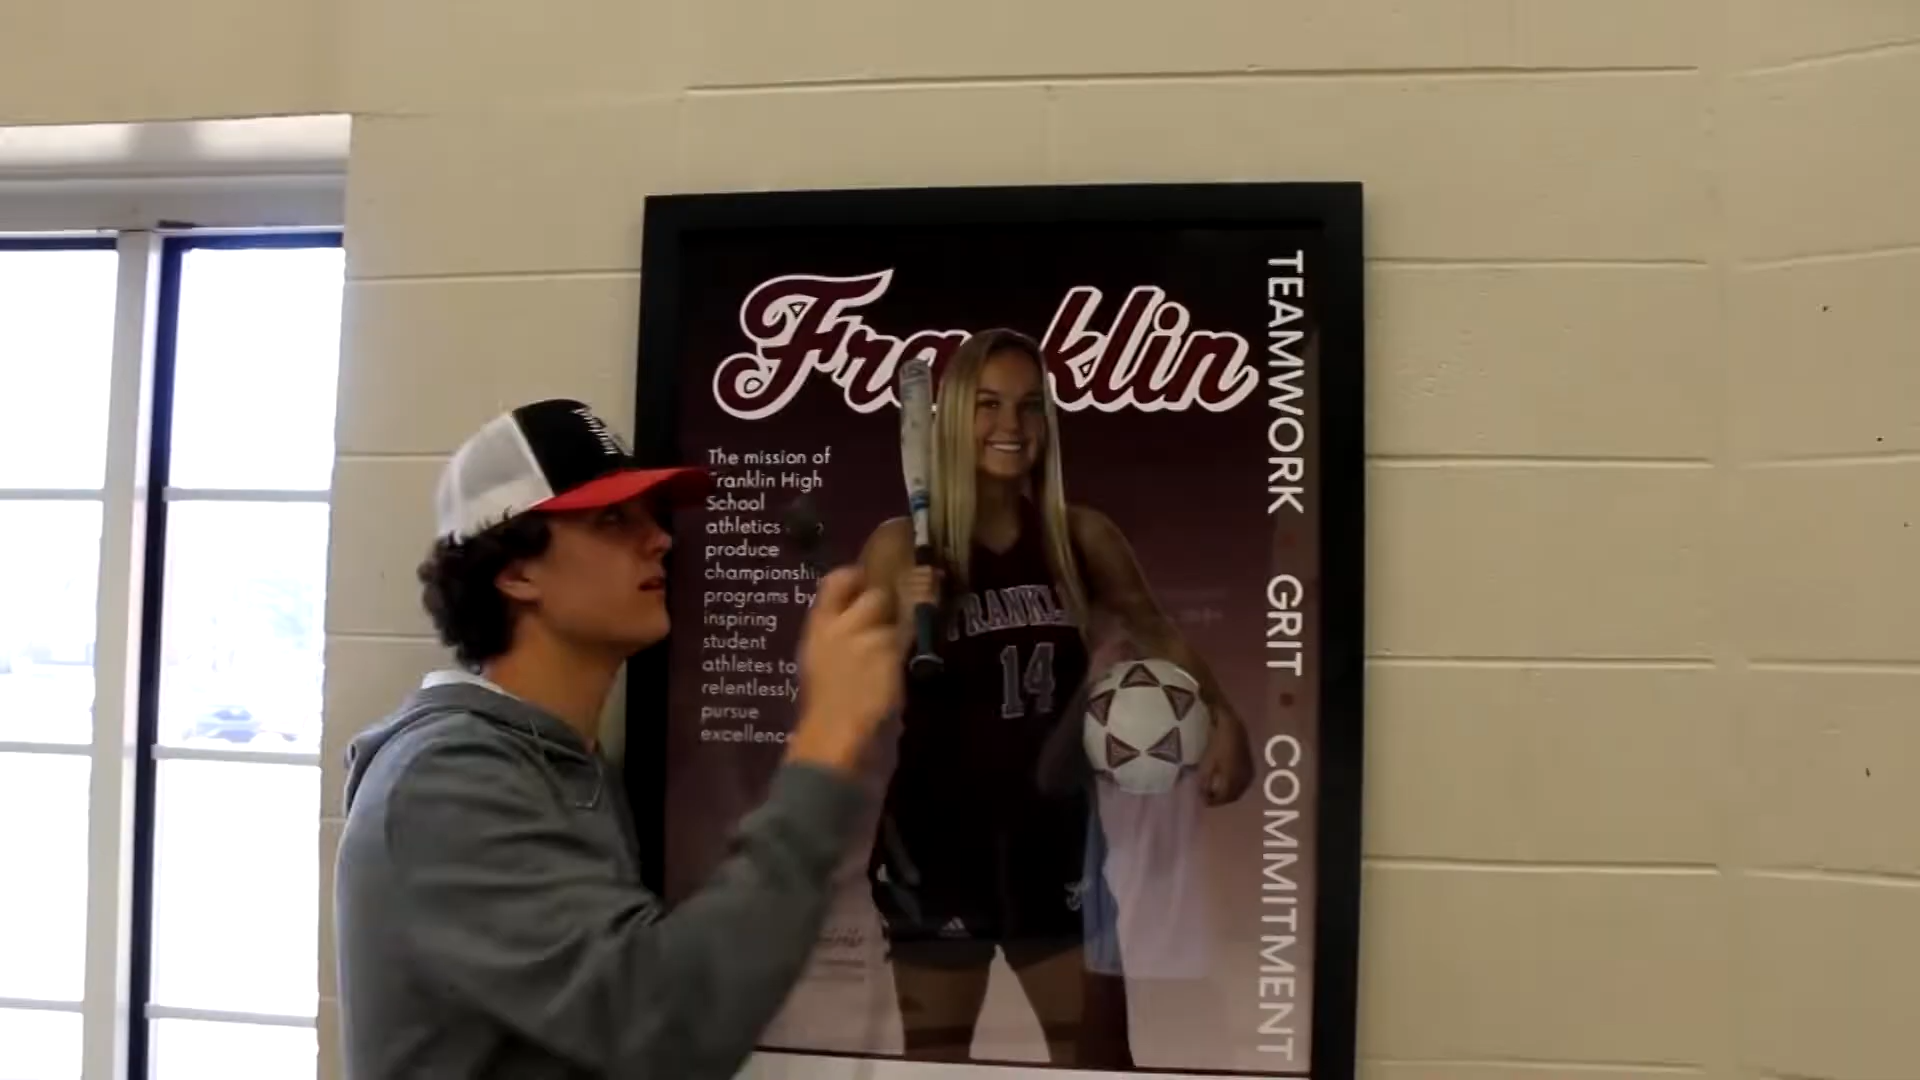 Franklin
The mission of
Franklin High
School
athletics
produce
championship
programs by
inspiring
student
athletes to
relentlessly
pursue
excellence
FRANKL
14
TEAMWORK • GRIT • COMMITMENT